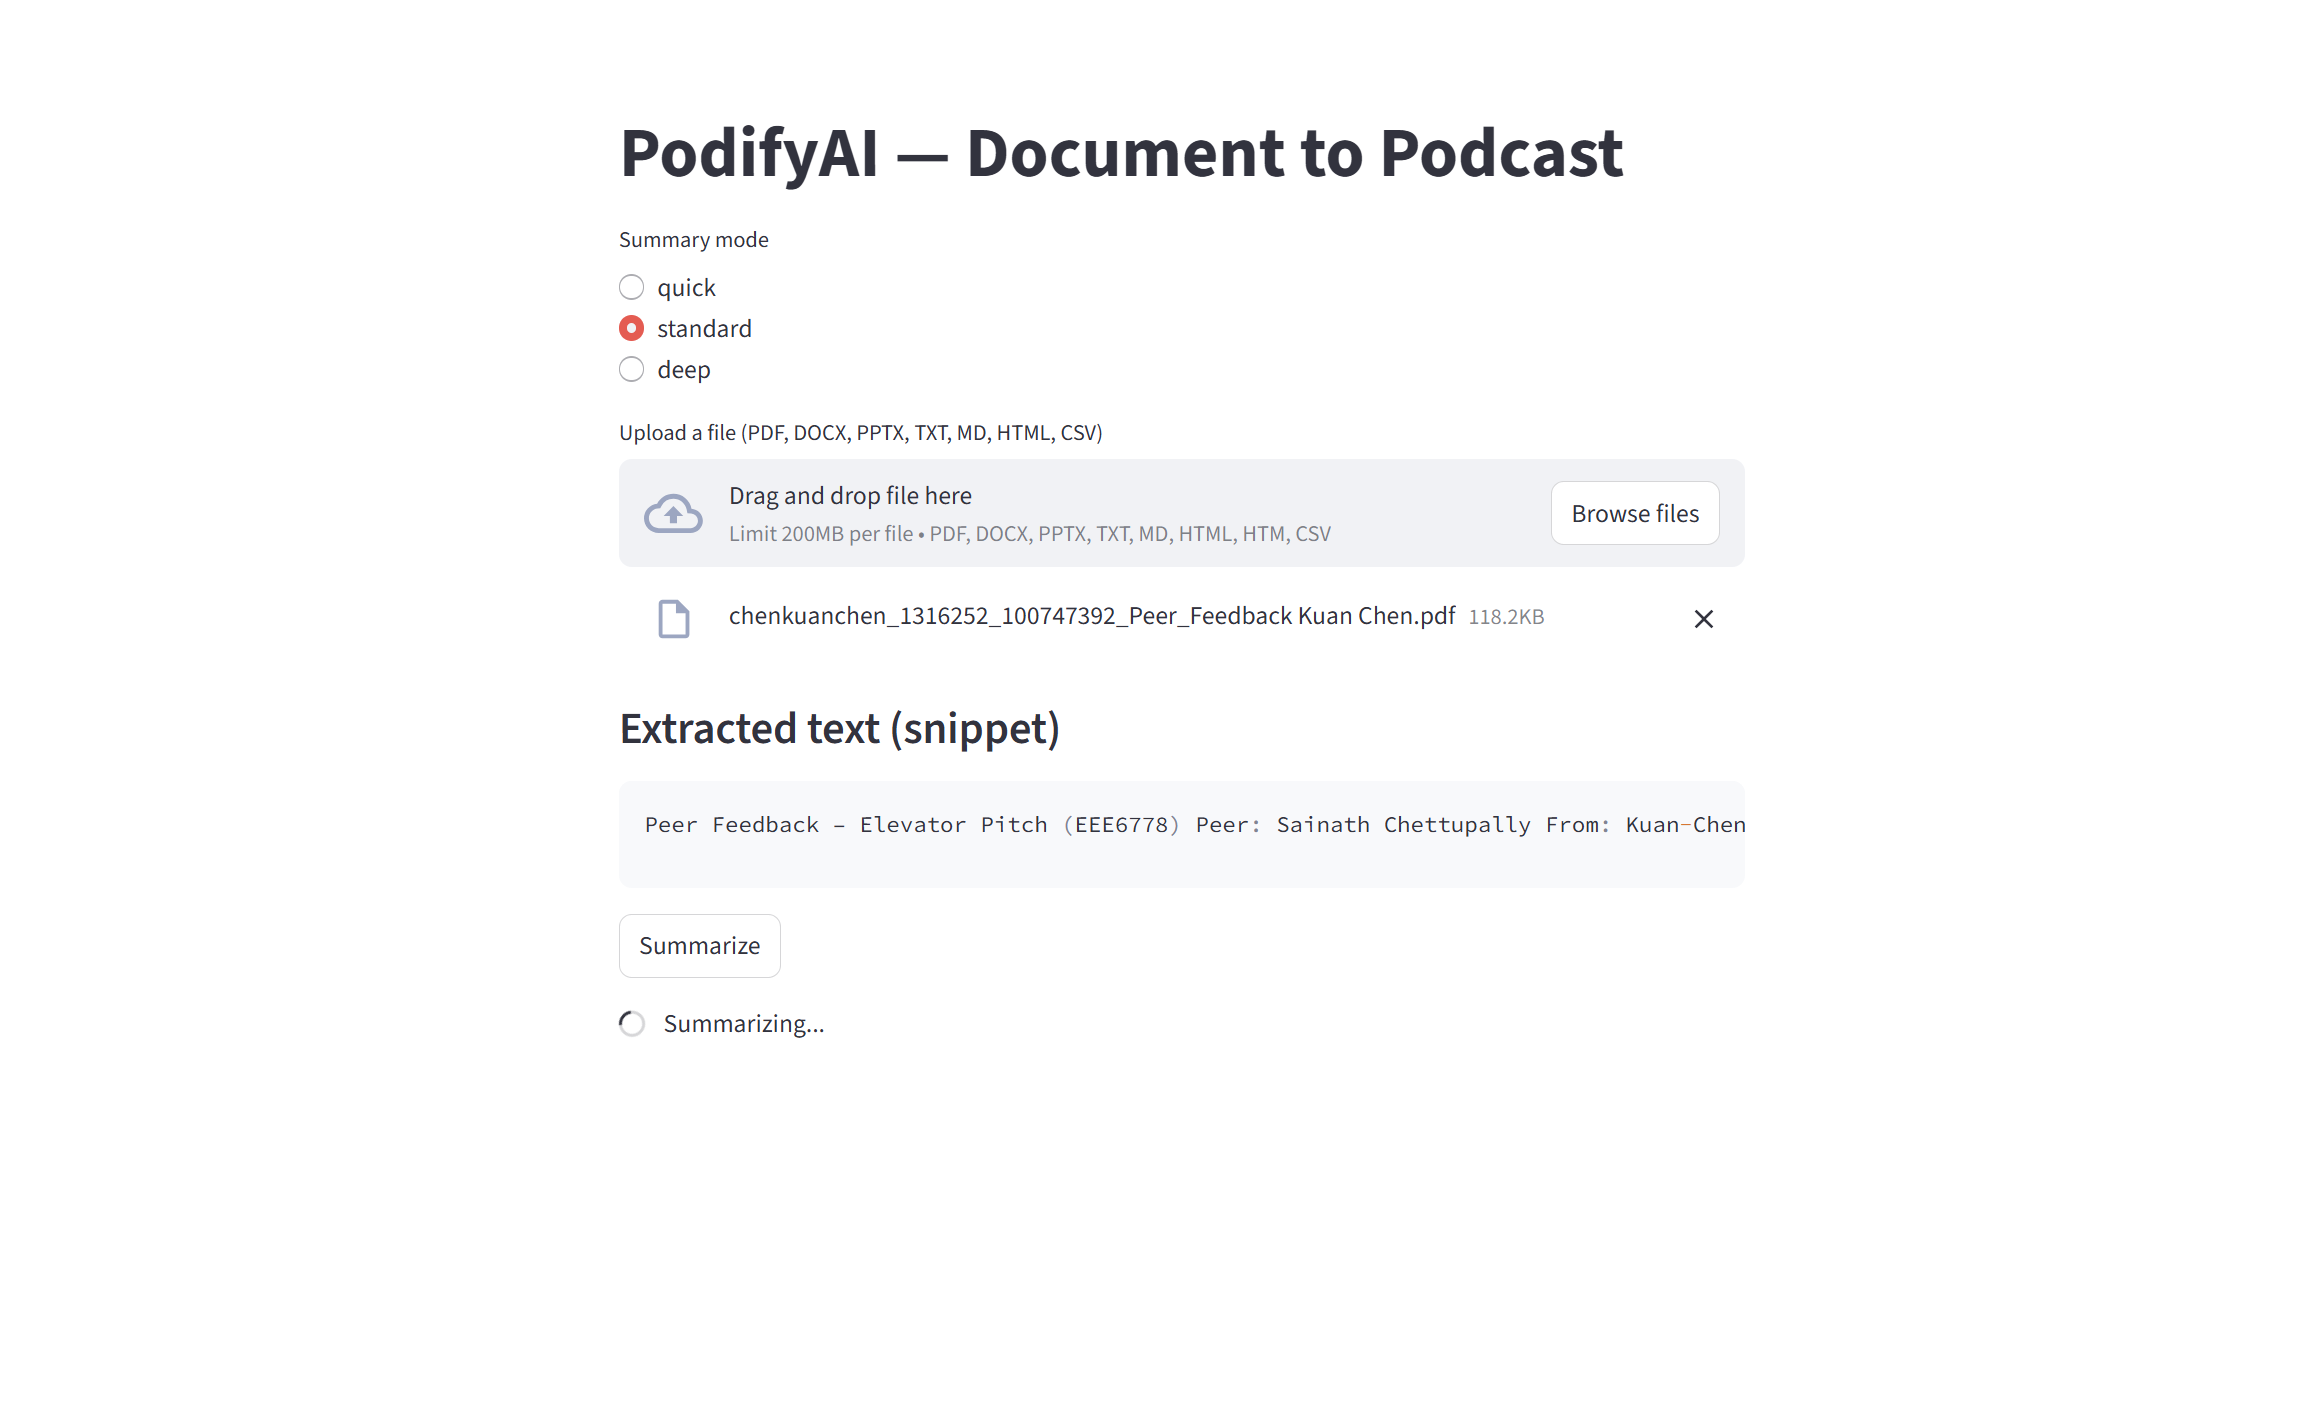 PodifyAI — Document to Podcast
Summary mode
quick
standard
deep
Upload a file (PDF, DOCX, PPTX, TXT, MD, HTML, CSV)
Drag and drop file here
Limit 200MB per file • PDF, DOCX, PPTX, TXT, MD, HTML, HTM, CSV
Browse files
chenkuanchen_1316252_100747392_Peer_Feedback Kuan Chen.pdf 118.2KB
Extracted text (snippet)
Peer Feedback – Elevator Pitch (EEE6778) Peer: Sainath Chettupally From: Kuan-Chen
Summarize
Summarizing...